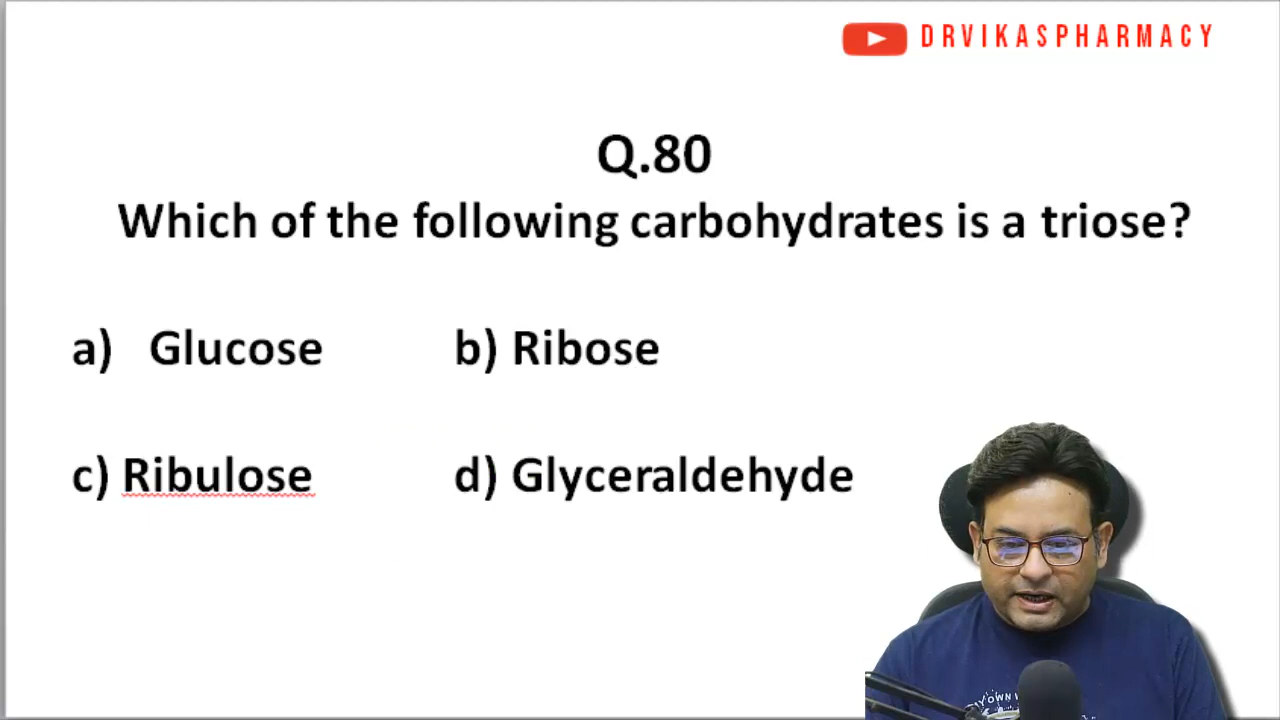 DRVIKASPHARMACY
Q.80
Which of the following carbohydrates is a triose?
a) Glucose b) Ribose
c) Ribulose d) Glyceraldehyde